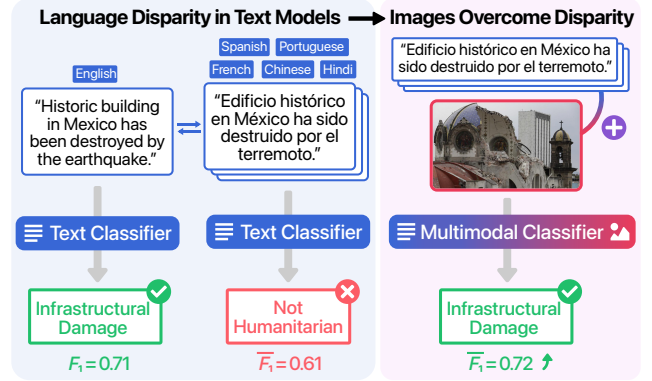 Language Disparity in Text Models
Images Overcome Disparity
English
Spanish Portuguese
French Chinese Hindi
“Historic building
in Mexico has
been destroyed by
the earthquake.”
“Edificio histórico
en México ha sido
destruido por el
terremoto.”
“Edificio histórico en México ha
sido destruido por el terremoto.”
Text Classifier
Text Classifier
Multimodal Classifier
Infrastructural
Damage
Not
Humanitarian
Infrastructural
Damage
F₁ = 0.71
F̅₁ = 0.61
F̅₁ = 0.72